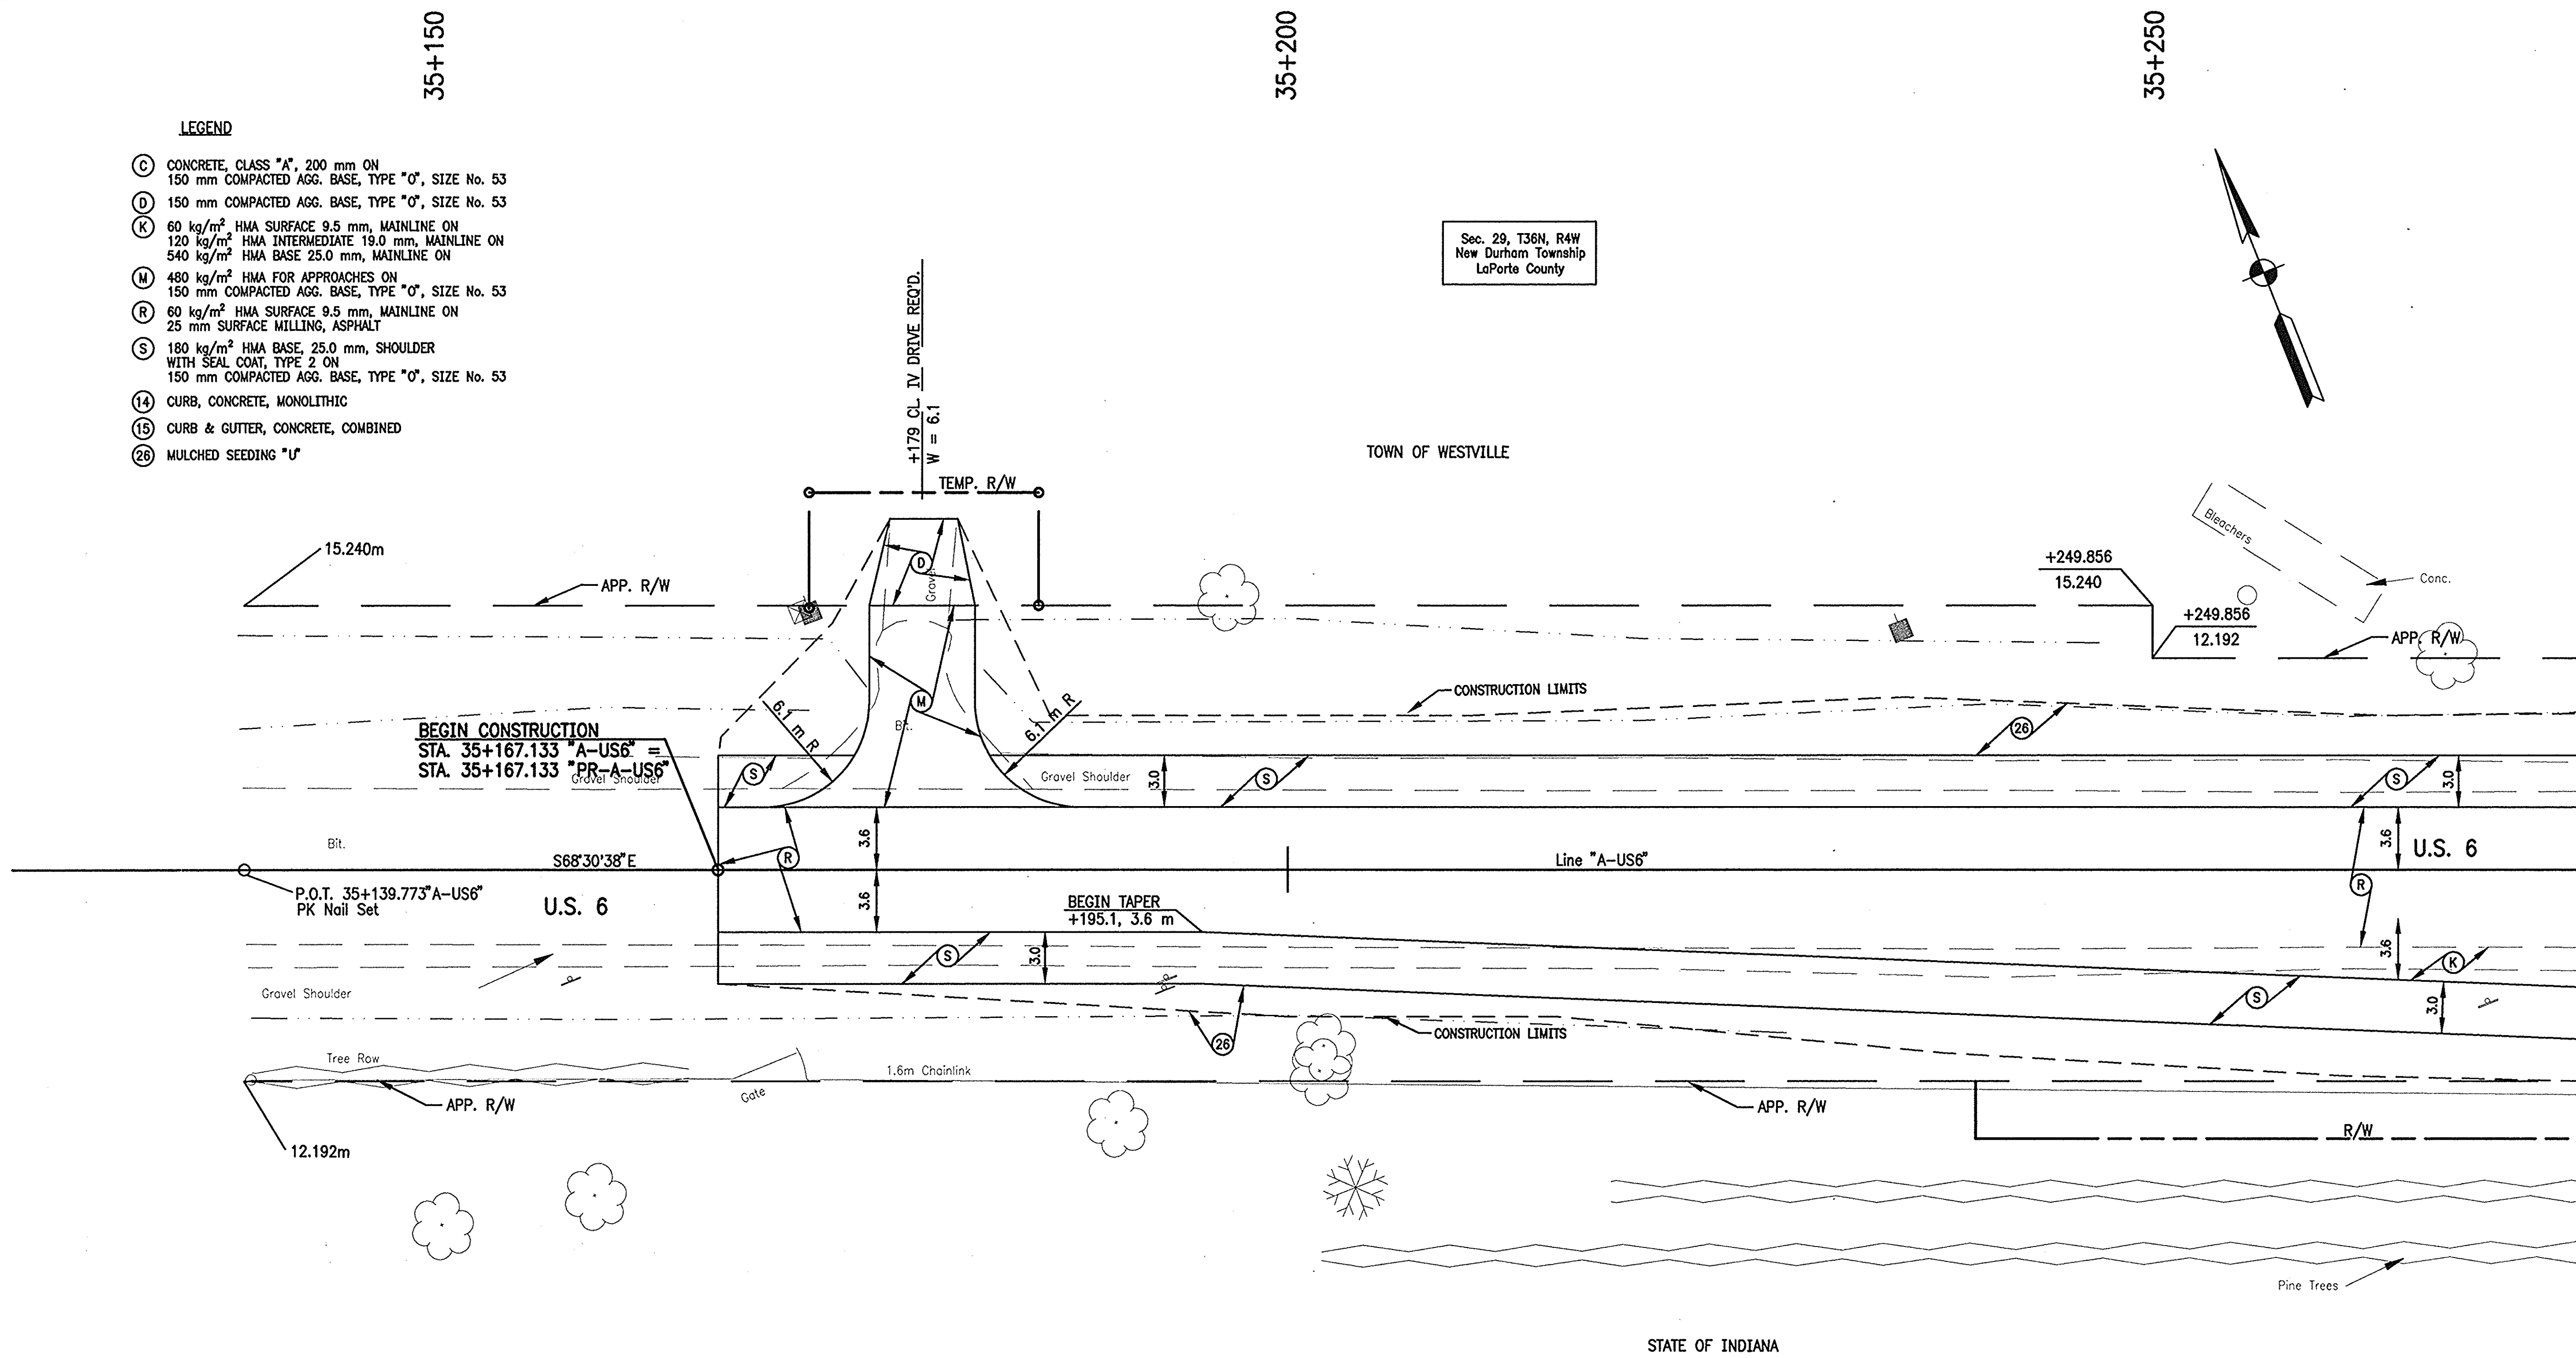 35+150
35+200
35+250
LEGEND
C CONCRETE, CLASS "A", 200 mm ON
150 mm COMPACTED AGG. BASE, TYPE "O", SIZE No. 53
D 150 mm COMPACTED AGG. BASE, TYPE "O", SIZE No. 53
K 60 kg/m² HMA SURFACE 9.5 mm, MAINLINE ON
120 kg/m² HMA INTERMEDIATE 19.0 mm, MAINLINE ON
540 kg/m² HMA BASE 25.0 mm, MAINLINE ON
M 480 kg/m² HMA FOR APPROACHES ON
150 mm COMPACTED AGG. BASE, TYPE "O", SIZE No. 53
R 60 kg/m² HMA SURFACE 9.5 mm, MAINLINE ON
25 mm SURFACE MILLING, ASPHALT
S 180 kg/m² HMA BASE, 25.0 mm, SHOULDER
WITH SEAL COAT, TYPE 2 ON
150 mm COMPACTED AGG. BASE, TYPE "O", SIZE No. 53
14 CURB, CONCRETE, MONOLITHIC
15 CURB & GUTTER, CONCRETE, COMBINED
26 MULCHED SEEDING "U"
Sec. 29, T36N, R4W
New Durham Township
LaPorte County
+179 CL. IV DRIVE REQ'D.
W = 6.1
TOWN OF WESTVILLE
TEMP. R/W
Bleachers
Conc.
15.240m
APP. R/W
D
Gravel
+249.856
15.240
+249.856
12.192
APP. R/W
CONSTRUCTION LIMITS
M
Bit.
6.1 m R
6.1 m R
26
BEGIN CONSTRUCTION
STA. 35+167.133 "A-US6" =
STA. 35+167.133 "PR-A-US6"
Gravel Shoulder
S
Gravel Shoulder
3.0
S
S
3.0
Bit.
3.6
R
S68°30'38"E
Line "A-US6"
3.6
U.S. 6
P.O.T. 35+139.773"A-US6"
PK Nail Set
U.S. 6
3.6
BEGIN TAPER
+195.1, 3.6 m
R
S
3.0
3.6
K
Gravel Shoulder
S
3.0
26
CONSTRUCTION LIMITS
Tree Row
1.6m Chainlink
Gate
APP. R/W
APP. R/W
R/W
12.192m
Pine Trees
STATE OF INDIANA